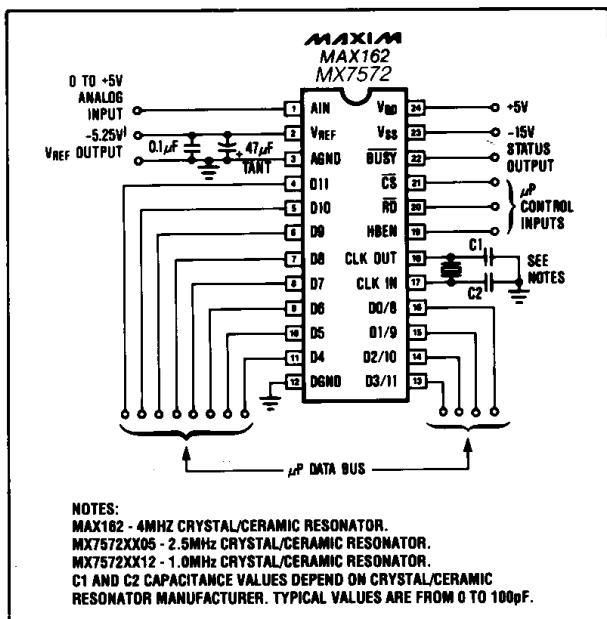 MAXIM
MAX162
MX7572
0 TO +5V
ANALOG
INPUT
-5.25V
VREF OUTPUT
0.1µF
+ 47µF
TANT
1 AIN
2 VREF
3 AGND
4 D11
5 D10
6 D9
7 D8
8 D7
9 D6
10 D5
11 D4
12 DGND
VDD 24
VSS 23
BUSY 22
CS 21
RD 20
HBEN 19
CLK OUT 18
CLK IN 17
D0/8 16
D1/9 15
D2/10 14
D3/11 13
+5V
-15V
STATUS
OUTPUT
µP
CONTROL
INPUTS
C1
C2
SEE
NOTES
µP DATA BUS
NOTES:
MAX162 - 4MHZ CRYSTAL/CERAMIC RESONATOR.
MX7572XX05 - 2.5MHz CRYSTAL/CERAMIC RESONATOR.
MX7572XX12 - 1.0MHz CRYSTAL/CERAMIC RESONATOR.
C1 AND C2 CAPACITANCE VALUES DEPEND ON CRYSTAL/CERAMIC
RESONATOR MANUFACTURER. TYPICAL VALUES ARE FROM 0 TO 100pF.